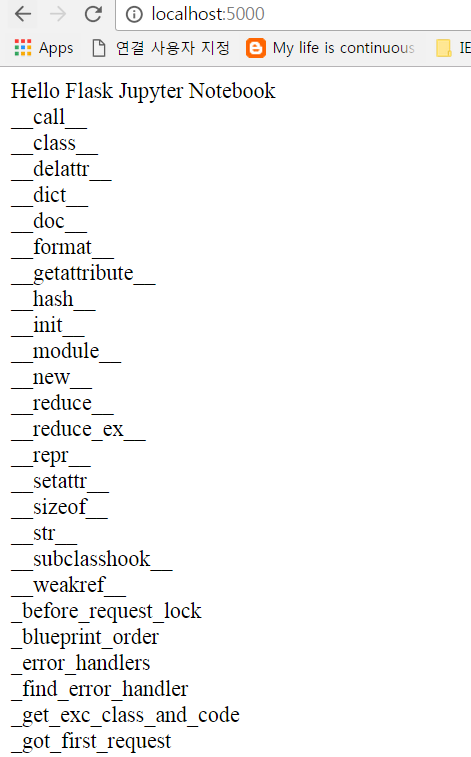 localhost:5000
Apps 연결 사용자 지정 My life is continuous IE
Hello Flask Jupyter Notebook
__call__
__class__
__delattr__
__dict__
__doc__
__format__
__getattribute__
__hash__
__init__
__module__
__new__
__reduce__
__reduce_ex__
__repr__
__setattr__
__sizeof__
__str__
__subclasshook__
__weakref__
_before_request_lock
_blueprint_order
_error_handlers
_find_error_handler
_get_exc_class_and_code
_got_first_request